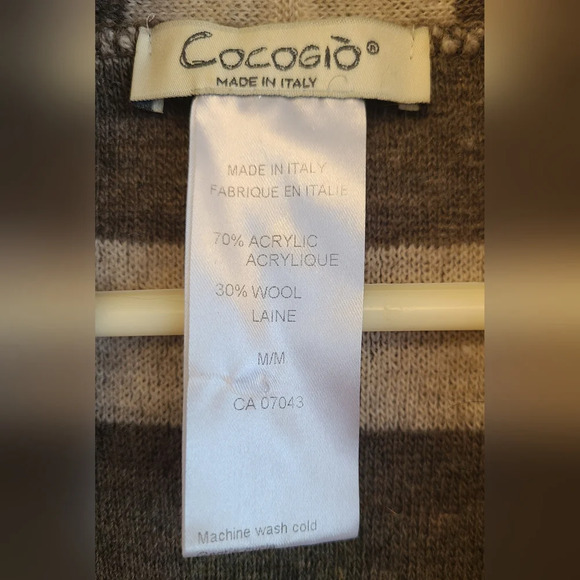 COCOGIÒ®
MADE IN ITALY
MADE IN ITALY
FABRIQUE EN ITALIE
70% ACRYLIC
ACRYLIQUE
30% WOOL
LAINE
M/M
CA 07043
Machine wash cold